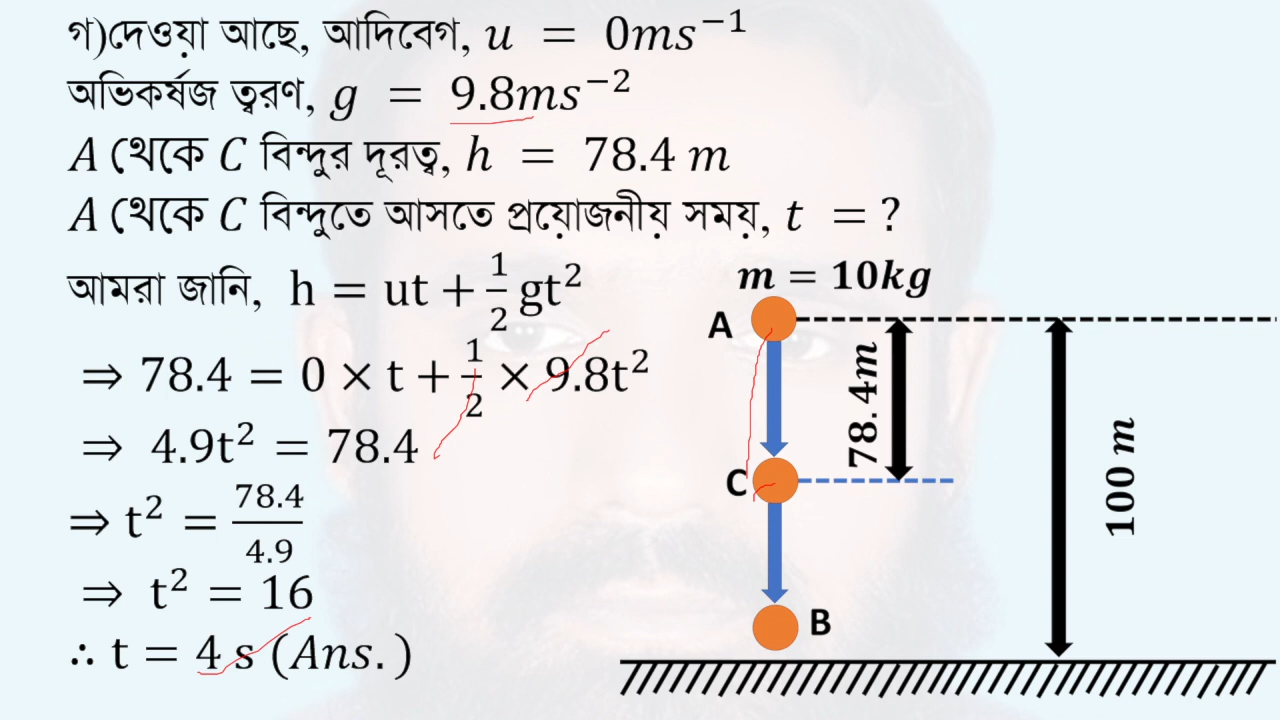 গ)দেওয়া আছে, আদিবেগ, u = 0ms⁻¹
অভিকর্ষজ ত্বরণ, g = 9.8ms⁻²
A থেকে C বিন্দুর দূরত্ব, h = 78.4 m
A থেকে C বিন্দুতে আসতে প্রয়োজনীয় সময়, t = ?
আমরা জানি, h = ut + 1/2 gt²
⇒ 78.4 = 0 × t + 1/2 × 9.8t²
⇒ 4.9t² = 78.4
⇒ t² = 78.4/4.9
⇒ t² = 16
∴ t = 4 s (Ans.)
m = 10kg
A
78.4m
C
100 m
B